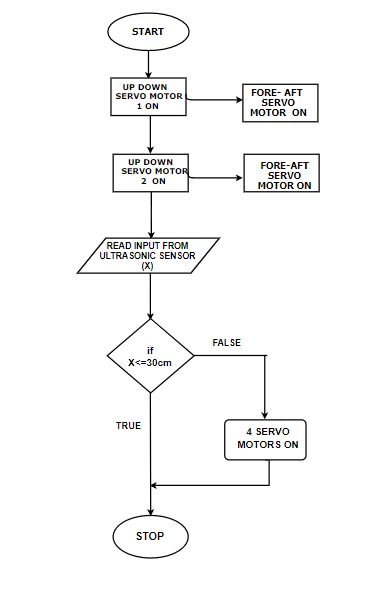 START
UP DOWN
SERVO MOTOR
1 ON
FORE- AFT
SERVO
MOTOR ON
UP DOWN
SERVO MOTOR
2 ON
FORE-AFT
SERVO
MOTOR ON
READ INPUT FROM
ULTRASONIC SENSOR
(X)
if
X<=30cm
FALSE
TRUE
4 SERVO
MOTORS ON
STOP